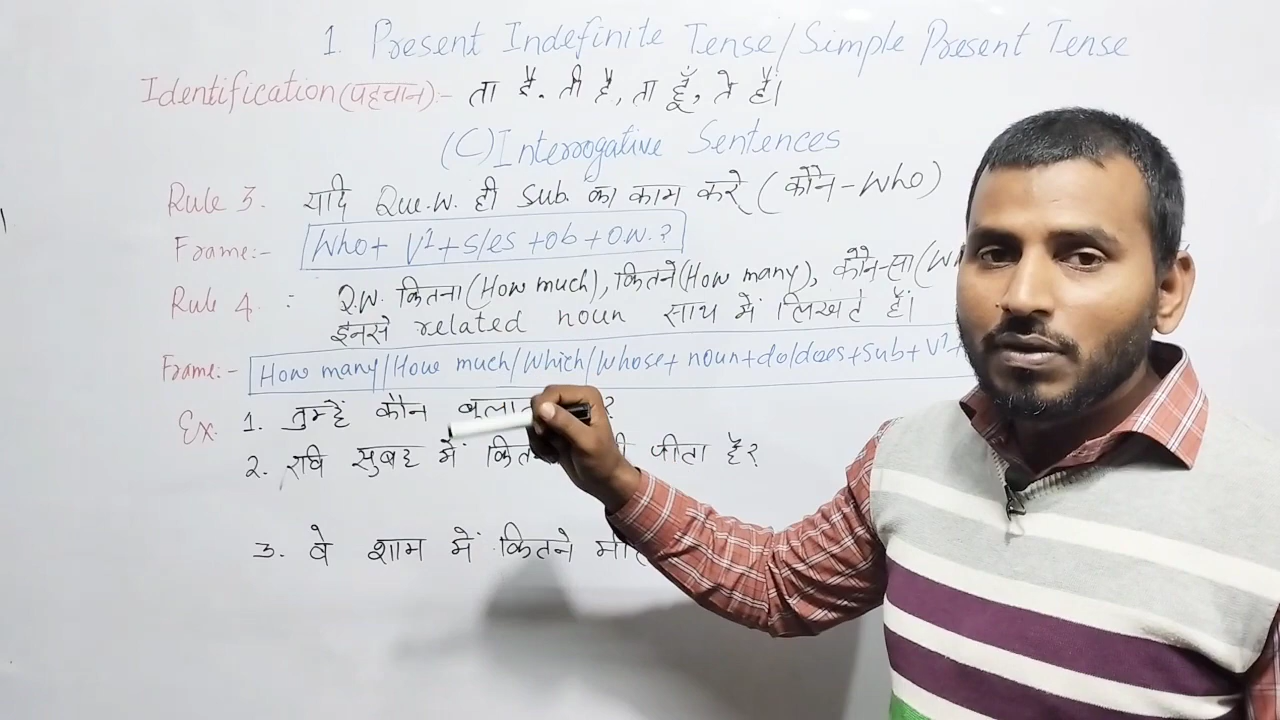 1. Present Indefinite Tense/Simple Present Tense
Identification (पहचान):- ता है. ती है, ता हूँ, ते हैं।
(C) Interrogative Sentences
Rule 3. यदि Que.W. ही Sub. का काम करे (कौन-Who)
Frame:- Who+ V¹+s/es +ob+O.W.?
Rule 4. : Q.W. कितना (How much), कितने (How many), कौन-सा (
इनसे related noun साथ में लिखते हैं।
Frame:- How many/How much/Which/Whose+ noun+do/does+Sub+V¹+
Ex. 1. तुम्हें कौन ?
2. रवि सुबह में पीता है?
3. वे शाम में कितने